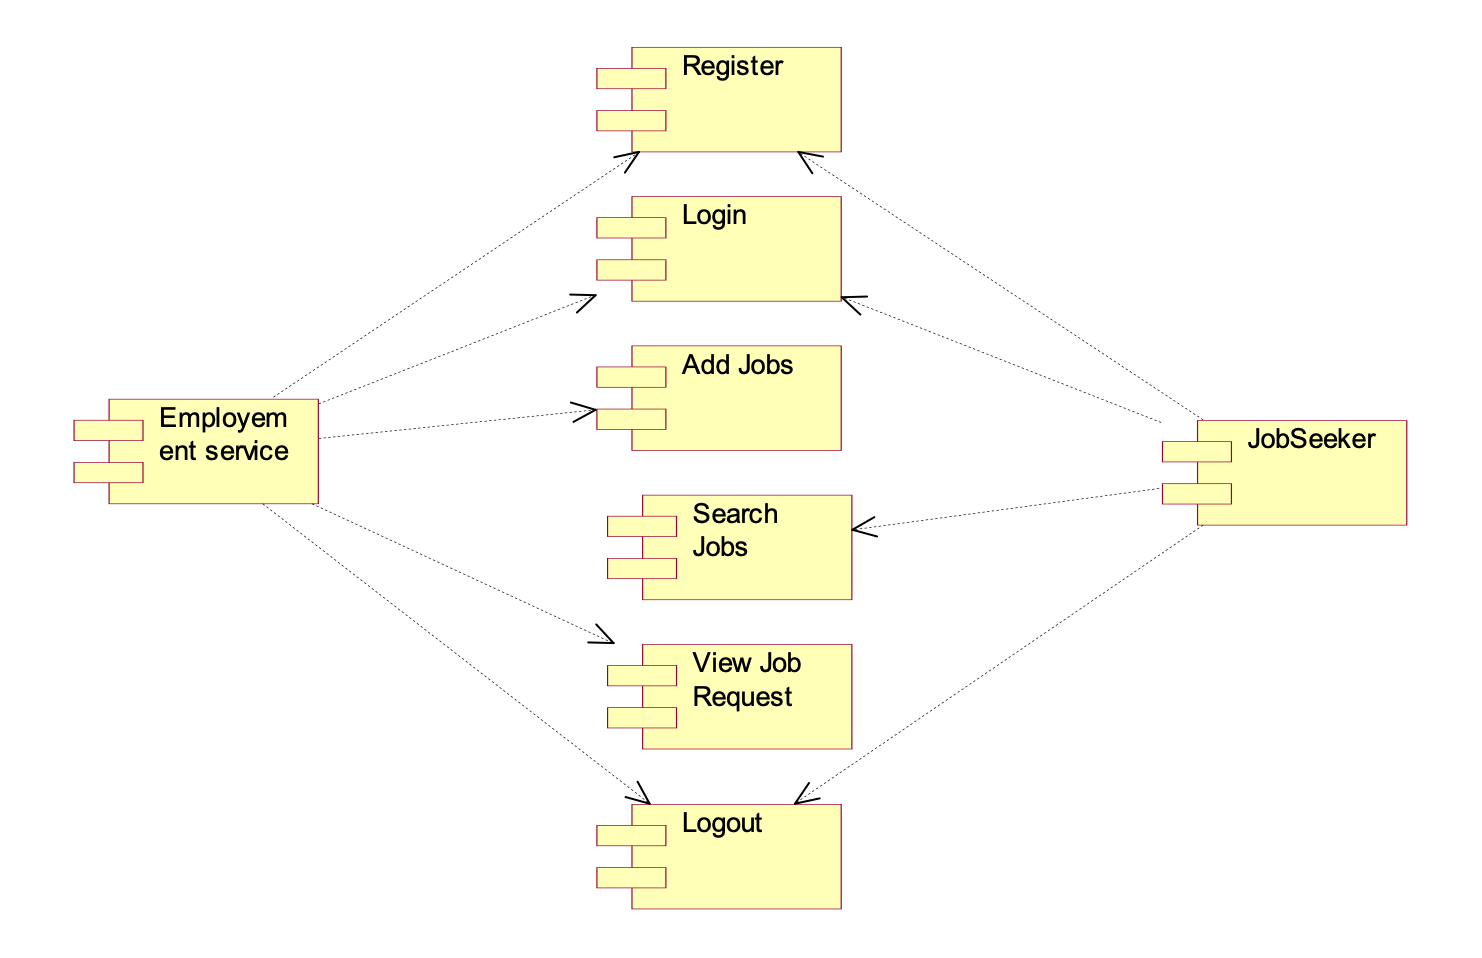 Register
Login
Add Jobs
Employem
ent service
JobSeeker
Search
Jobs
View Job
Request
Logout